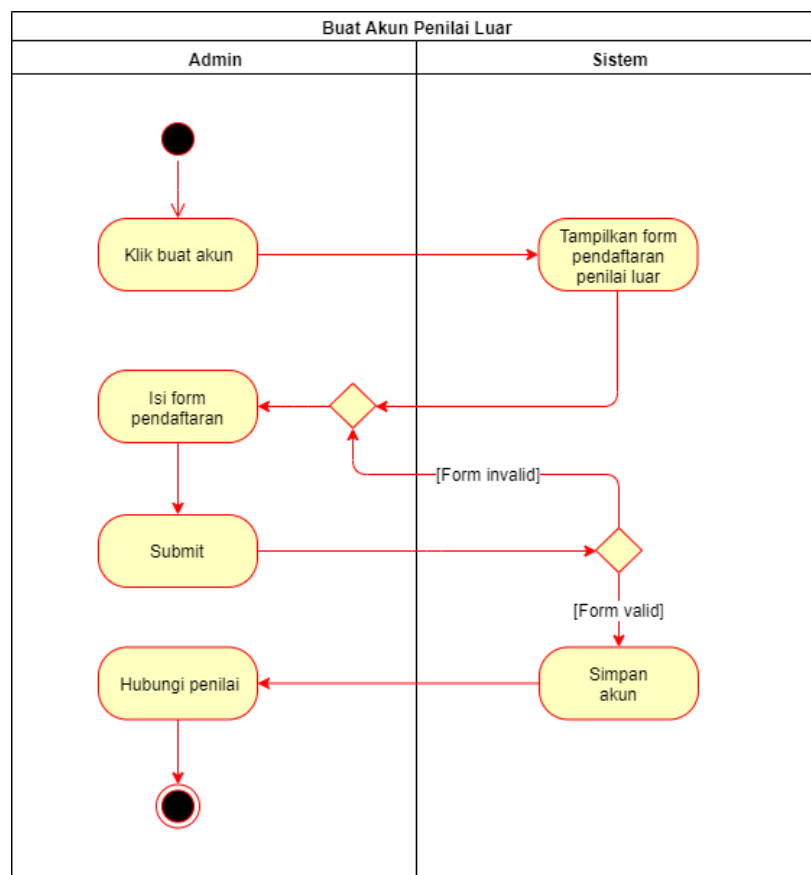 Buat Akun Penilai Luar
Admin
Sistem
Klik buat akun
Tampilkan form
pendaftaran
penilai luar
Isi form
pendaftaran
[Form invalid]
Submit
[Form valid]
Hubungi penilai
Simpan
akun